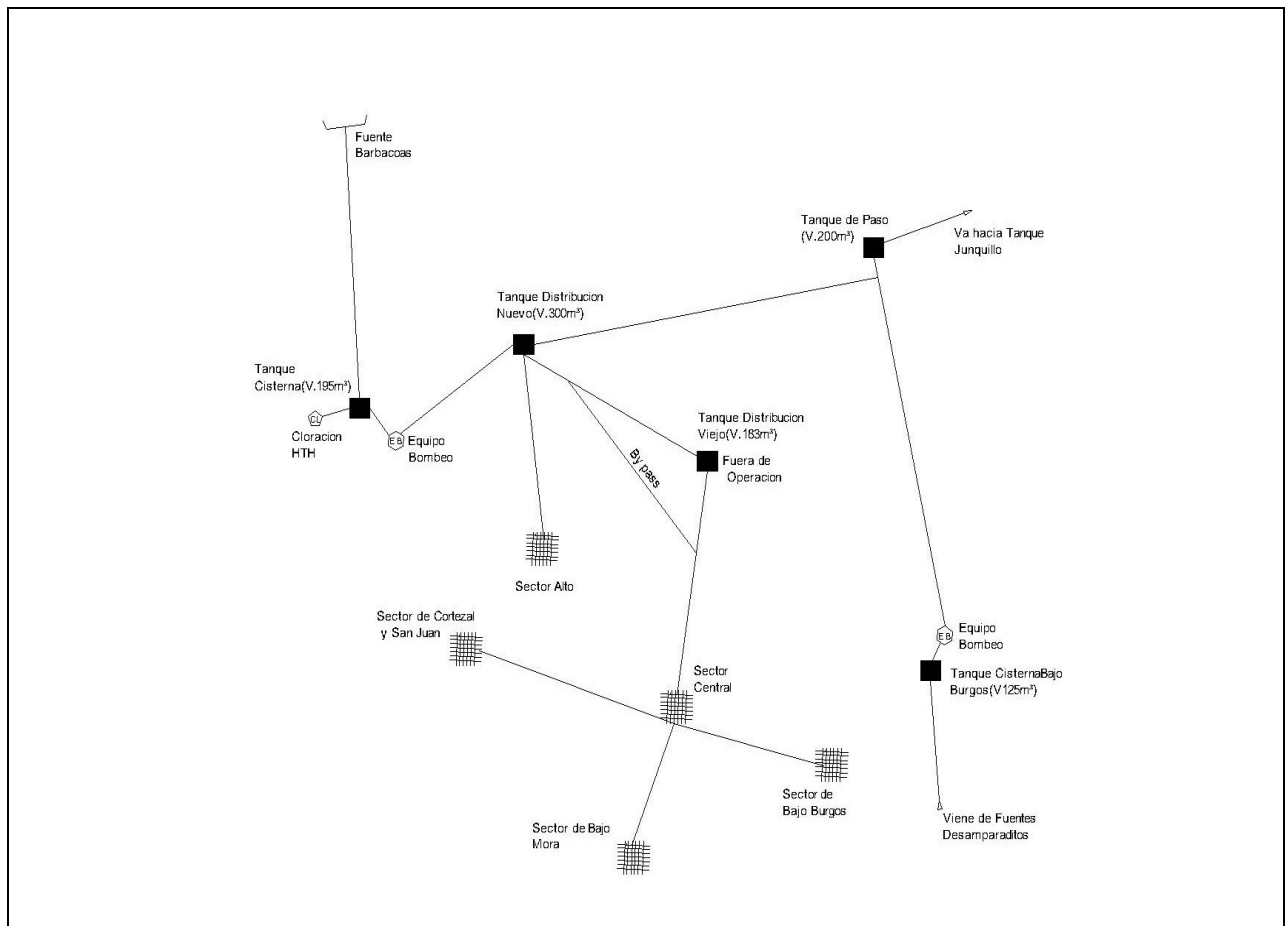 Fuente
Barbacoas
Tanque de Paso
(V.200m³)
Va hacia Tanque
Junquillo
Tanque Distribucion
Nuevo(V.300m³)
Tanque
Cisterna(V.195m³)
CL
Cloracion
HTH
EB
Equipo
Bombeo
Tanque Distribucion
Viejo(V.183m³)
Fuera de
Operacion
By pass
Sector Alto
Sector de Cortezal
y San Juan
Sector
Central
EB
Equipo
Bombeo
Tanque CisternaBajo
Burgos(V125m³)
Sector de
Bajo Burgos
Viene de Fuentes
Desamparaditos
Sector de Bajo
Mora